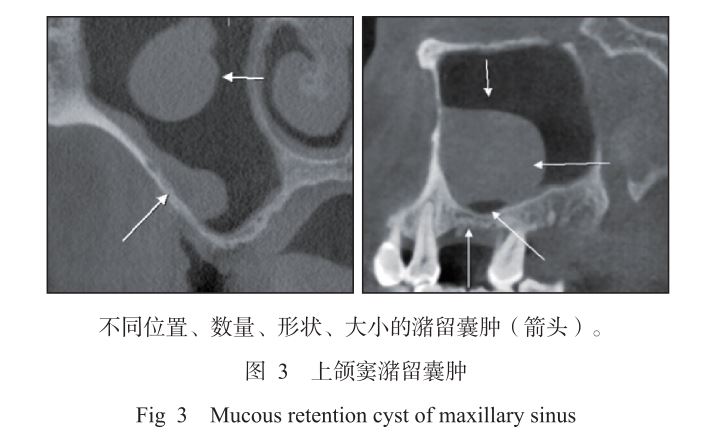 不同位置、数量、形状、大小的潴留囊肿（箭头）。
图 3 上颌窦潴留囊肿
Fig 3 Mucous retention cyst of maxillary sinus